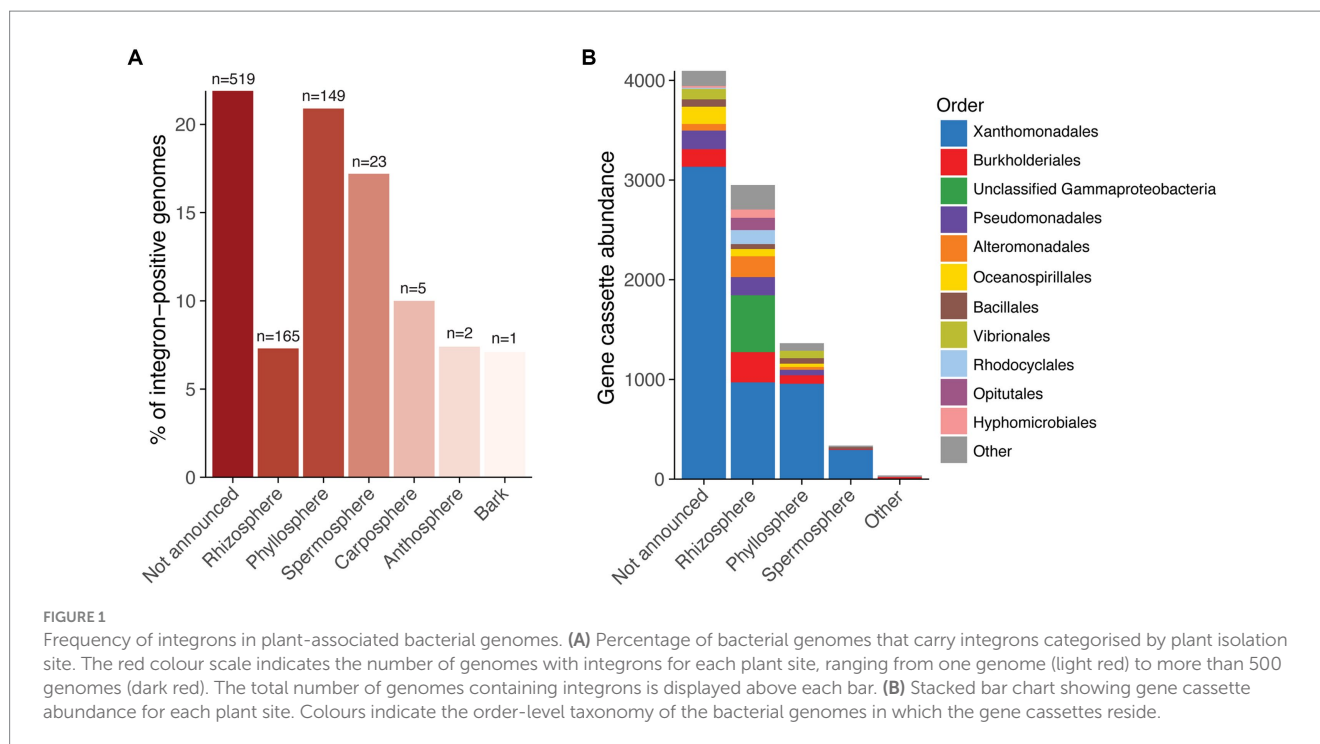 A
n=519
n=165
n=149
n=23
n=5
n=2
n=1
% of integron–positive genomes
20
15
10
5
0
Not announced
Rhizosphere
Phyllosphere
Spermosphere
Carposphere
Anthosphere
Bark
B
Gene cassette abundance
4000
3000
2000
1000
0
Not announced
Rhizosphere
Phyllosphere
Spermosphere
Other
Order
Xanthomonadales
Burkholderiales
Unclassified Gammaproteobacteria
Pseudomonadales
Alteromonadales
Oceanospirillales
Bacillales
Vibrionales
Rhodocyclales
Opitutales
Hyphomicrobiales
Other
FIGURE 1
Frequency of integrons in plant-associated bacterial genomes. (A) Percentage of bacterial genomes that carry integrons categorised by plant isolation
site. The red colour scale indicates the number of genomes with integrons for each plant site, ranging from one genome (light red) to more than 500
genomes (dark red). The total number of genomes containing integrons is displayed above each bar. (B) Stacked bar chart showing gene cassette
abundance for each plant site. Colours indicate the order-level taxonomy of the bacterial genomes in which the gene cassettes reside.